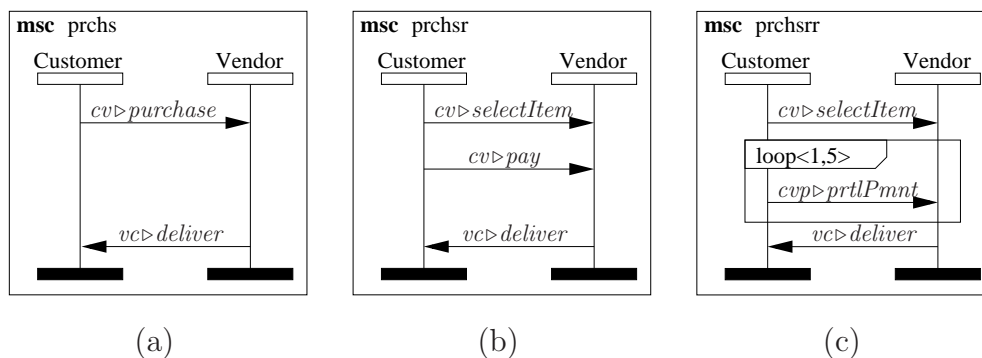 msc prchs
Customer Vendor
cv▷purchase
vc▷deliver
(a)
msc prchsr
Customer Vendor
cv▷selectItem
cv▷pay
vc▷deliver
(b)
msc prchsrr
Customer Vendor
cv▷selectItem
loop<1,5>
cvp▷prtlPmnt
vc▷deliver
(c)